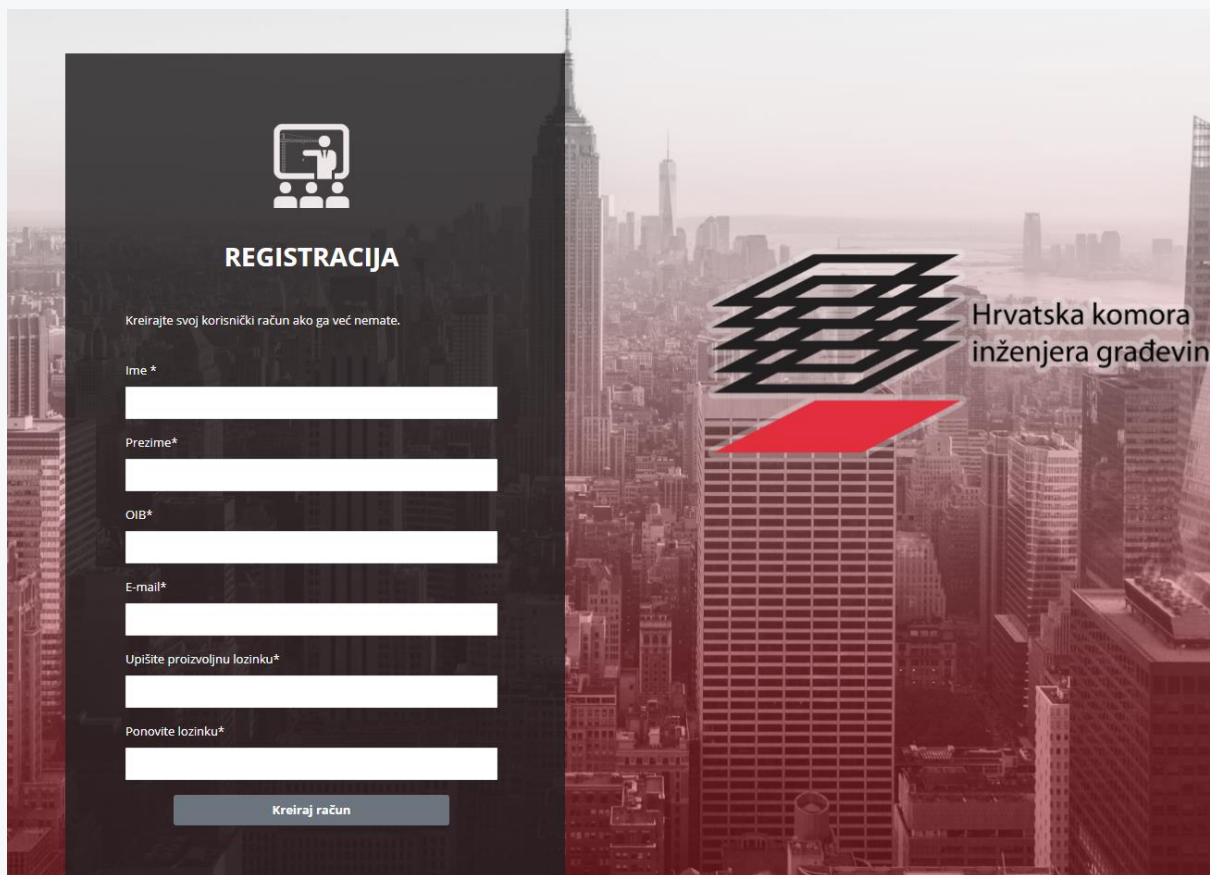 REGISTRACIJA
Kreirajte svoj korisnički račun ako ga već nemate.
Ime *
Prezime*
OIB*
E-mail*
Upišite proizvoljnu lozinku*
Ponovite lozinku*
Kreiraj račun
Hrvatska komora
inženjera građevin